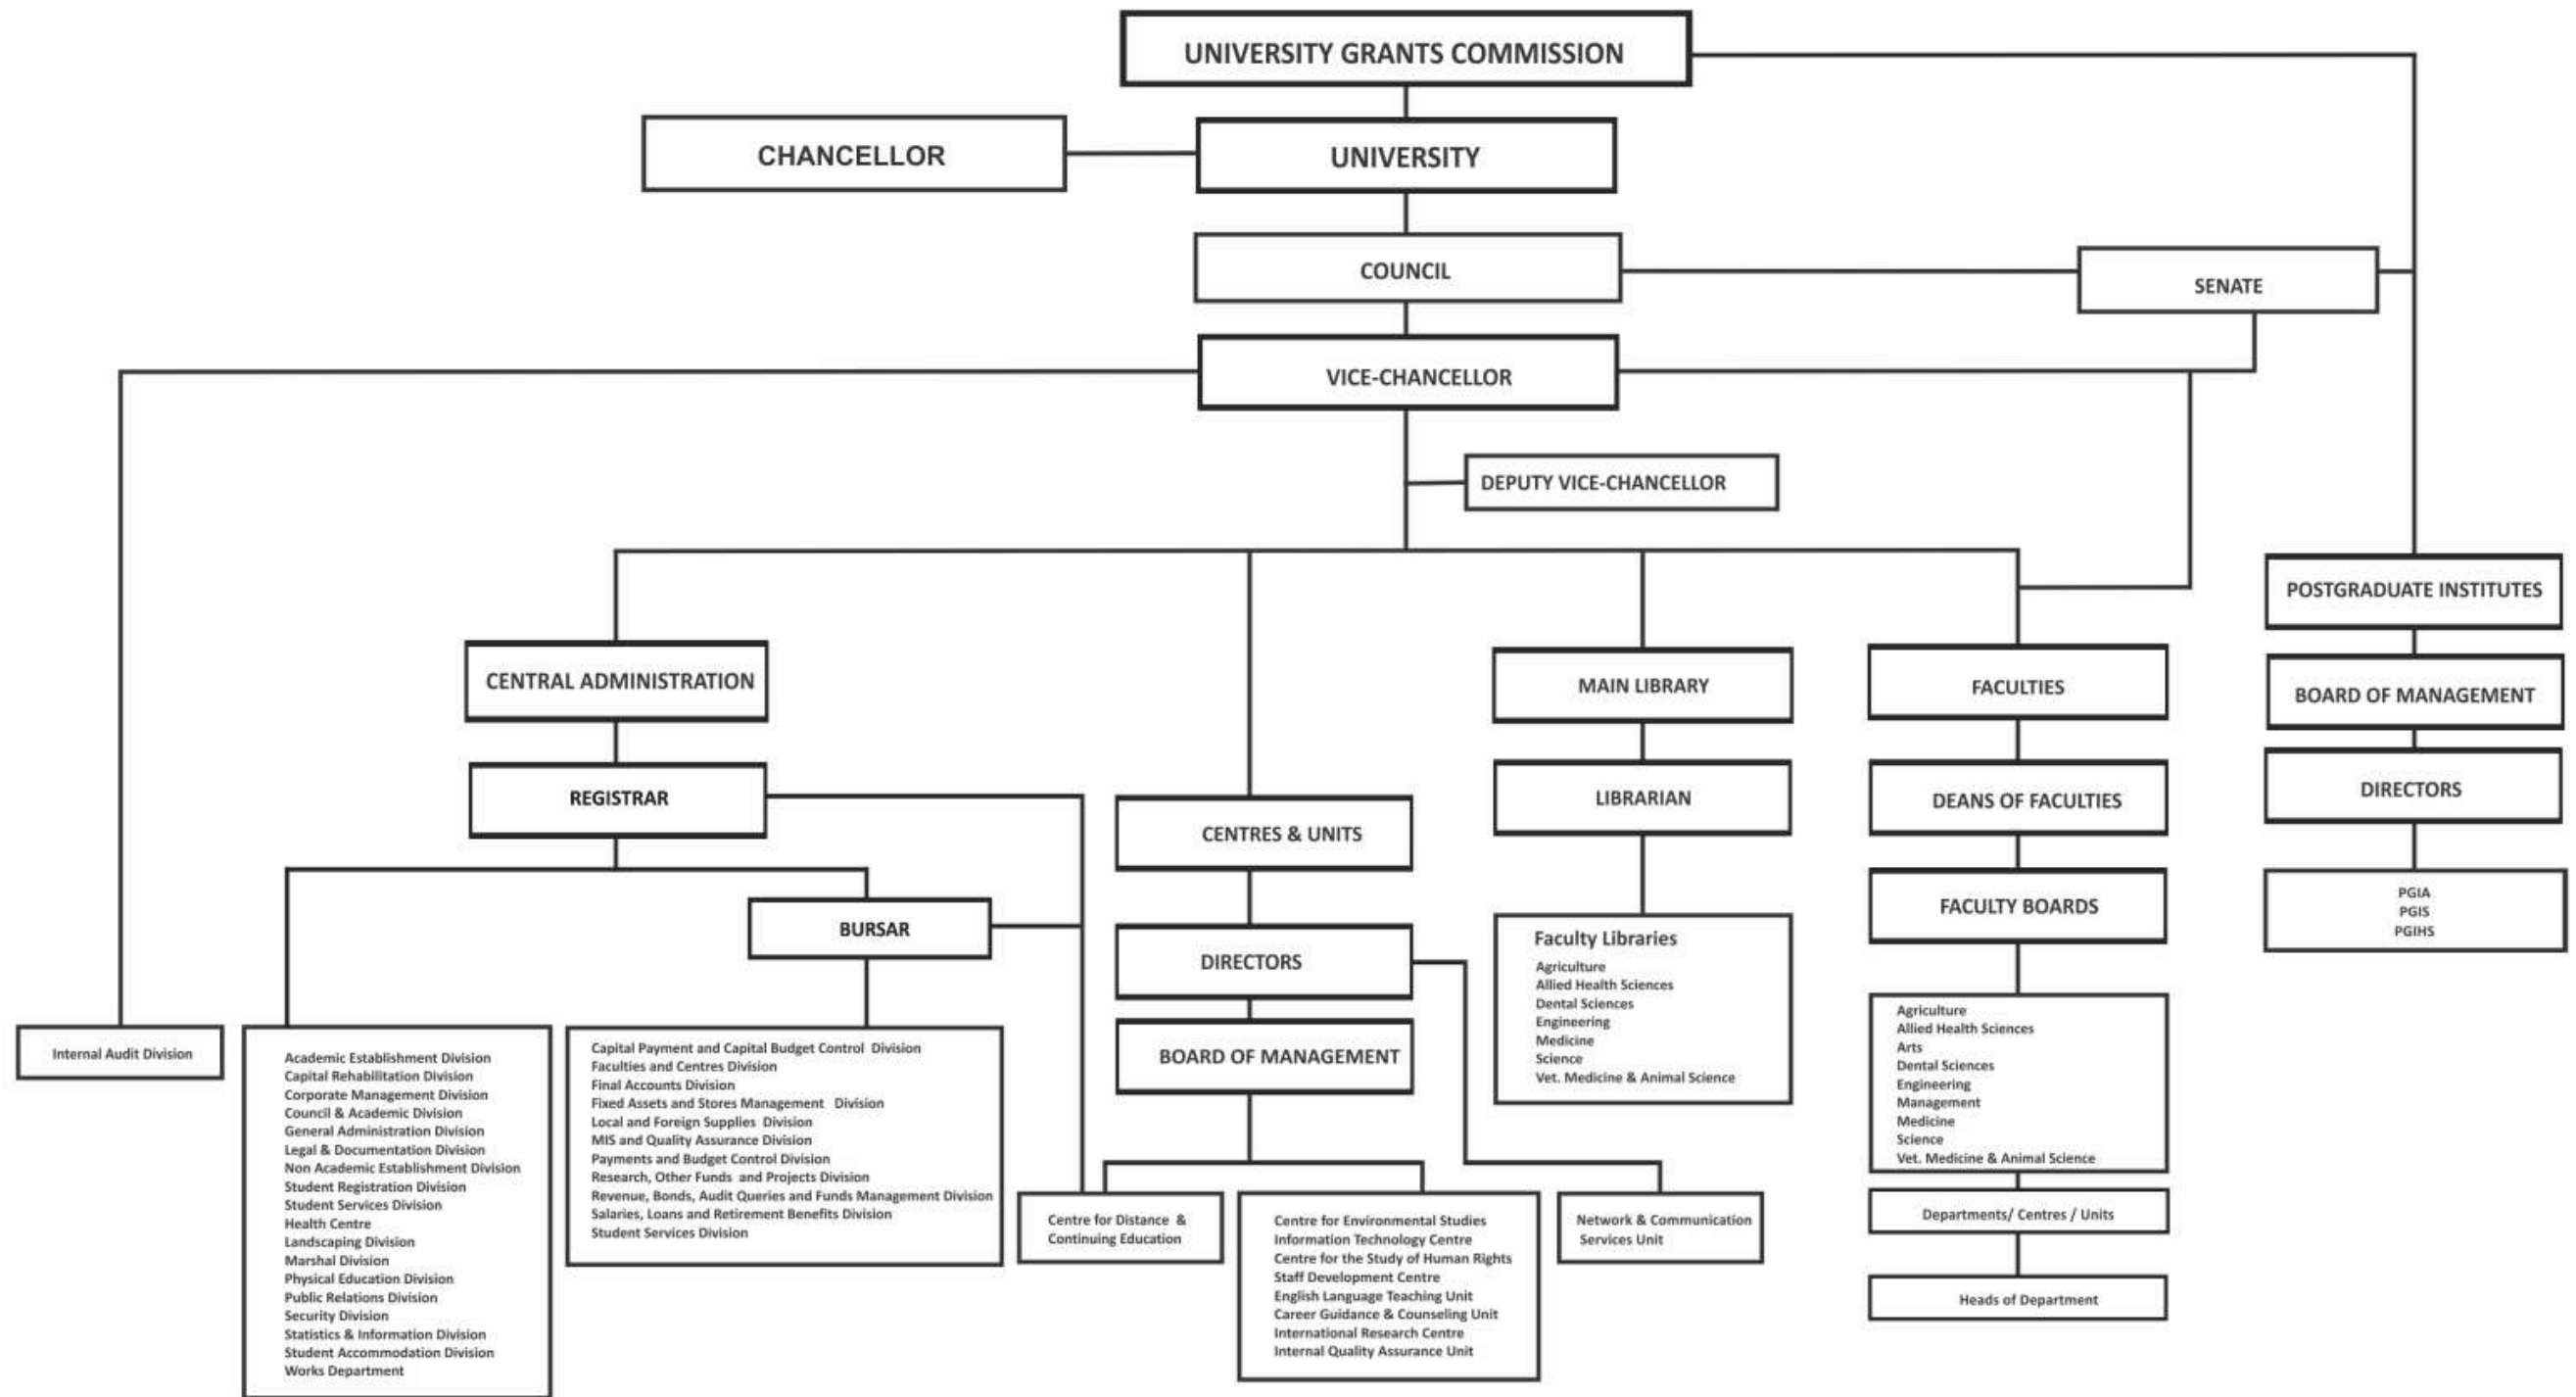 UNIVERSITY GRANTS COMMISSION
CHANCELLOR
UNIVERSITY
COUNCIL
SENATE
VICE-CHANCELLOR
DEPUTY VICE-CHANCELLOR
CENTRAL ADMINISTRATION
REGISTRAR
BURSAR
Internal Audit Division
Academic Establishment Division
Capital Rehabilitation Division
Corporate Management Division
Council & Academic Division
General Administration Division
Legal & Documentation Division
Non Academic Establishment Division
Student Registration Division
Student Services Division
Health Centre
Landscaping Division
Marshal Division
Physical Education Division
Public Relations Division
Security Division
Statistics & Information Division
Student Accommodation Division
Works Department
Capital Payment and Capital Budget Control Division
Faculties and Centres Division
Final Accounts Division
Fixed Assets and Stores Management Division
Local and Foreign Supplies Division
MIS and Quality Assurance Division
Payments and Budget Control Division
Research, Other Funds and Projects Division
Revenue, Bonds, Audit Queries and Funds Management Division
Salaries, Loans and Retirement Benefits Division
Student Services Division
CENTRES & UNITS
DIRECTORS
BOARD OF MANAGEMENT
Centre for Distance &
Continuing Education
Centre for Environmental Studies
Information Technology Centre
Centre for the Study of Human Rights
Staff Development Centre
English Language Teaching Unit
Career Guidance & Counseling Unit
International Research Centre
Internal Quality Assurance Unit
Network & Communication
Services Unit
MAIN LIBRARY
LIBRARIAN
Faculty Libraries
Agriculture
Allied Health Sciences
Dental Sciences
Engineering
Medicine
Science
Vet. Medicine & Animal Science
FACULTIES
DEANS OF FACULTIES
FACULTY BOARDS
Agriculture
Allied Health Sciences
Arts
Dental Sciences
Engineering
Management
Medicine
Science
Vet. Medicine & Animal Science
Departments/ Centres / Units
Heads of Department
POSTGRADUATE INSTITUTES
BOARD OF MANAGEMENT
DIRECTORS
PGIA
PGIS
PGIHS